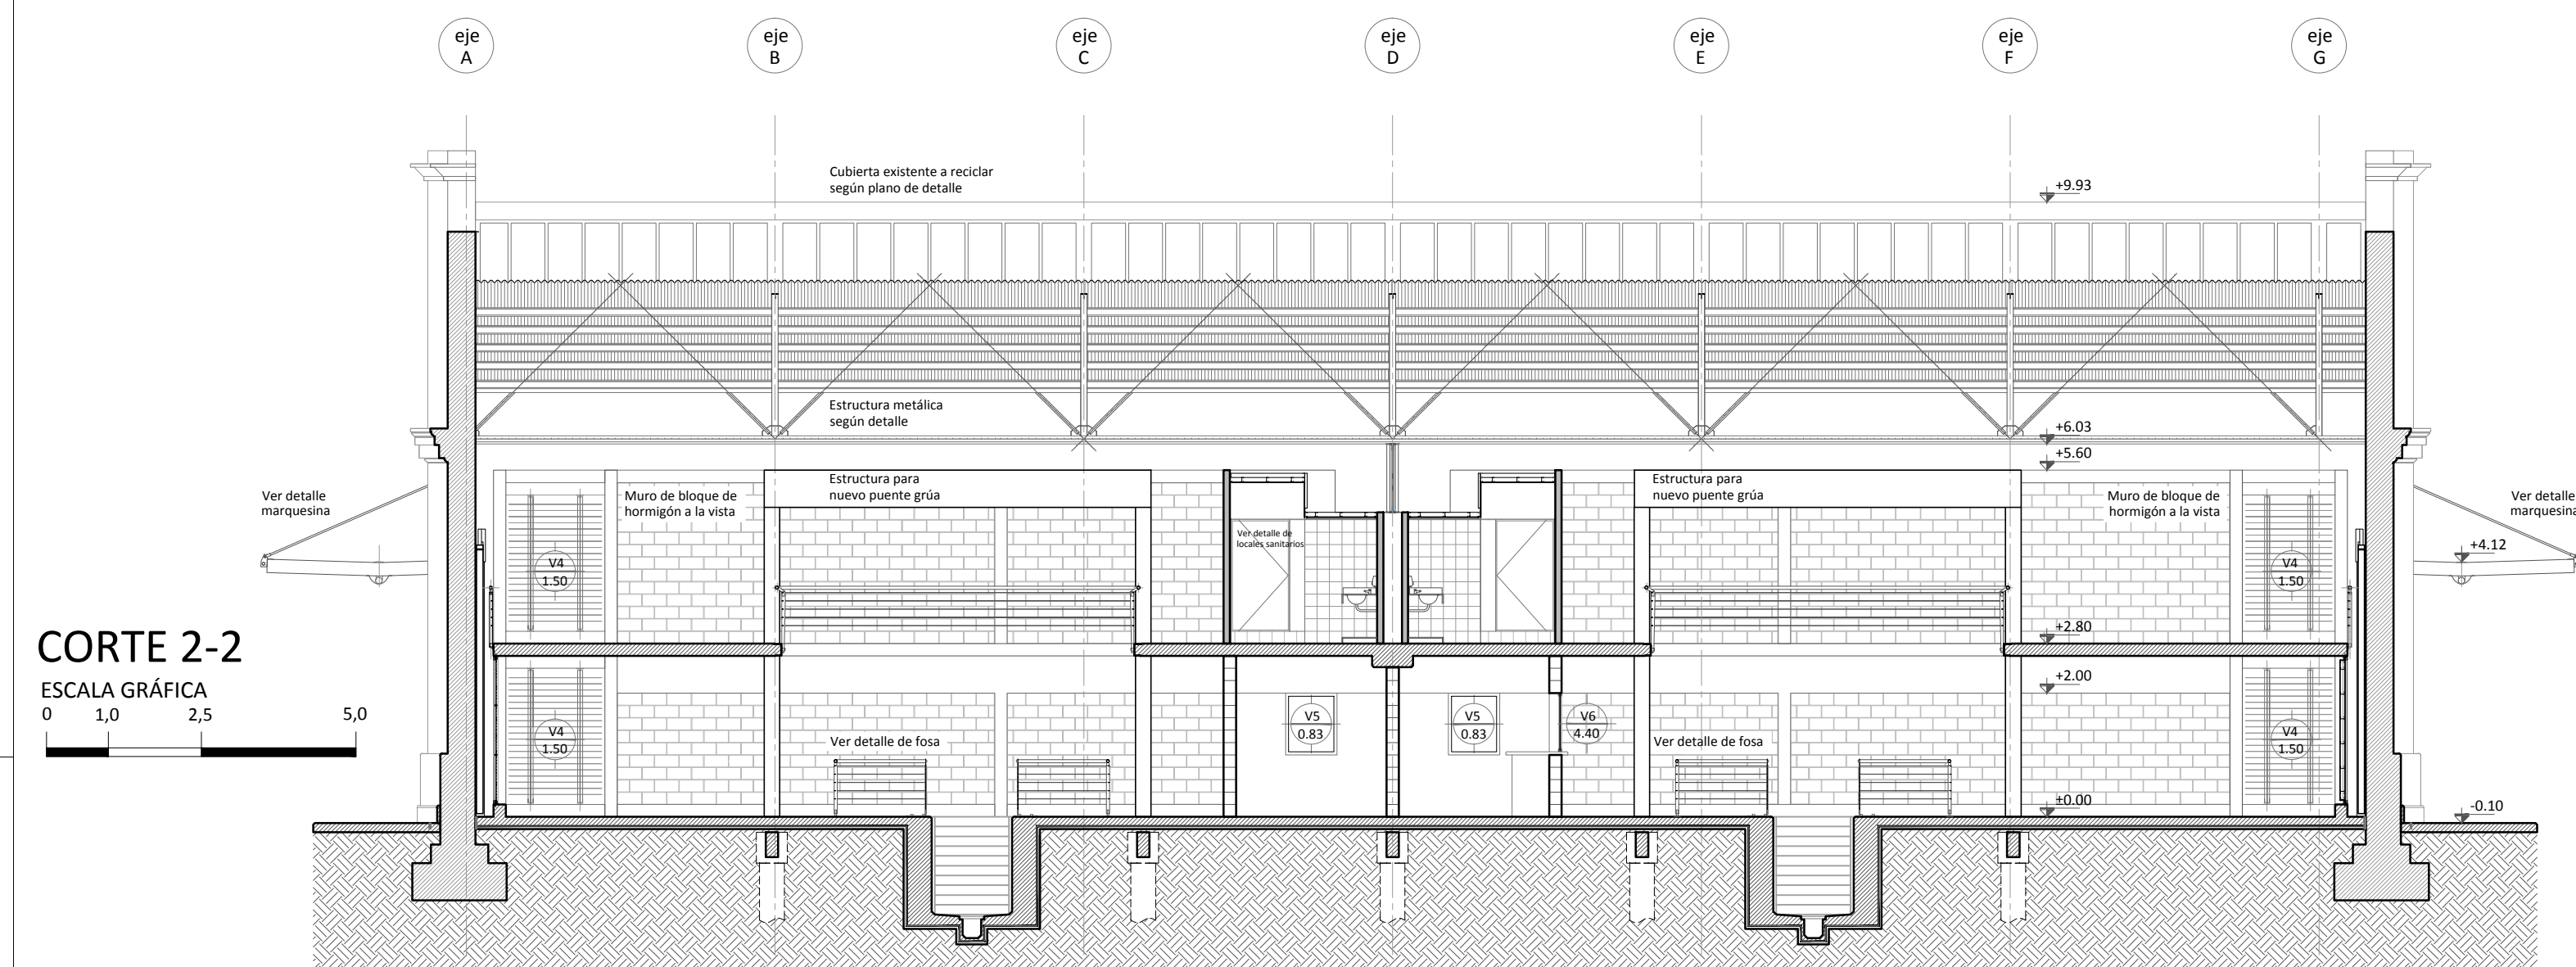 eje
A
eje
B
eje
C
eje
D
eje
E
eje
F
eje
G
Cubierta existente a reciclar
según plano de detalle
+9.93
Estructura metálica
según detalle
+6.03
+5.60
Ver detalle
marquesina
Muro de bloque de
hormigón a la vista
Estructura para
nuevo puente grúa
Estructura para
nuevo puente grúa
Muro de bloque de
hormigón a la vista
Ver detalle
marquesina
Ver detalle de
locales sanitarios
+4.12
V4
1.50
V4
1.50
+2.80
CORTE 2-2
ESCALA GRÁFICA
0 1,0 2,5 5,0
+2.00
V4
1.50
Ver detalle de fosa
V5
0.83
V5
0.83
V6
4.40
Ver detalle de fosa
V4
1.50
+0.00
-0.10